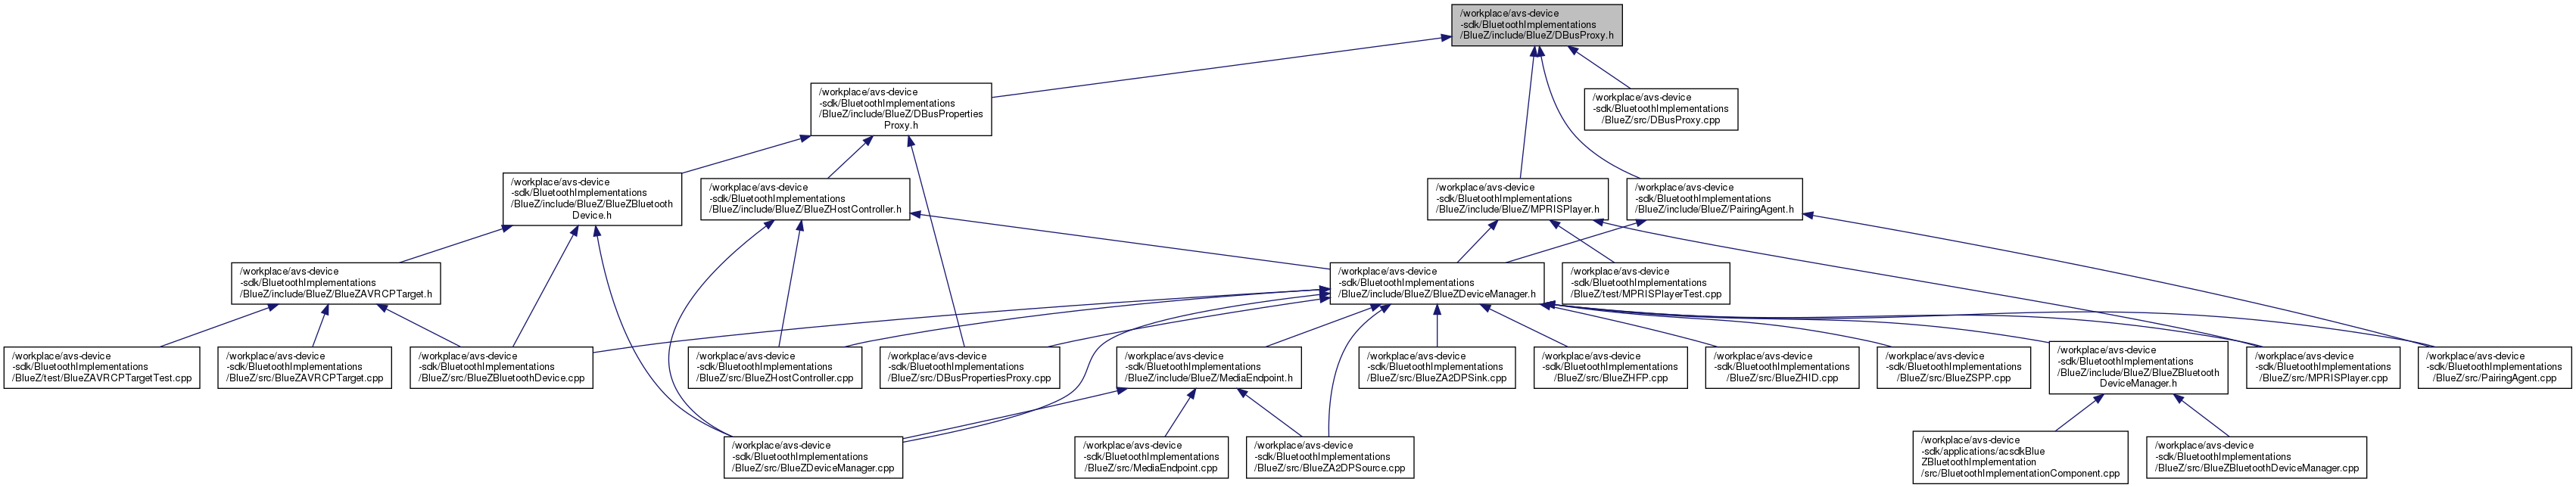 /workplace/avs-device
-sdk/BluetoothImplementations
/BlueZ/include/BlueZ/DBusProxy.h
/workplace/avs-device
-sdk/BluetoothImplementations
/BlueZ/include/BlueZ/DBusProperties
Proxy.h
/workplace/avs-device
-sdk/BluetoothImplementations
/BlueZ/src/DBusProxy.cpp
/workplace/avs-device
-sdk/BluetoothImplementations
/BlueZ/include/BlueZ/BlueZBluetooth
Device.h
/workplace/avs-device
-sdk/BluetoothImplementations
/BlueZ/include/BlueZ/BlueZHostController.h
/workplace/avs-device
-sdk/BluetoothImplementations
/BlueZ/include/BlueZ/MPRISPlayer.h
/workplace/avs-device
-sdk/BluetoothImplementations
/BlueZ/include/BlueZ/PairingAgent.h
/workplace/avs-device
-sdk/BluetoothImplementations
/BlueZ/include/BlueZ/BlueZAVRCPTarget.h
/workplace/avs-device
-sdk/BluetoothImplementations
/BlueZ/include/BlueZ/BlueZDeviceManager.h
/workplace/avs-device
-sdk/BluetoothImplementations
/BlueZ/test/MPRISPlayerTest.cpp
/workplace/avs-device
-sdk/BluetoothImplementations
/BlueZ/test/BlueZAVRCPTargetTest.cpp
/workplace/avs-device
-sdk/BluetoothImplementations
/BlueZ/src/BlueZAVRCPTarget.cpp
/workplace/avs-device
-sdk/BluetoothImplementations
/BlueZ/src/BlueZBluetoothDevice.cpp
/workplace/avs-device
-sdk/BluetoothImplementations
/BlueZ/src/BlueZHostController.cpp
/workplace/avs-device
-sdk/BluetoothImplementations
/BlueZ/src/DBusPropertiesProxy.cpp
/workplace/avs-device
-sdk/BluetoothImplementations
/BlueZ/include/BlueZ/MediaEndpoint.h
/workplace/avs-device
-sdk/BluetoothImplementations
/BlueZ/src/BlueZA2DPSink.cpp
/workplace/avs-device
-sdk/BluetoothImplementations
/BlueZ/src/BlueZHFP.cpp
/workplace/avs-device
-sdk/BluetoothImplementations
/BlueZ/src/BlueZHID.cpp
/workplace/avs-device
-sdk/BluetoothImplementations
/BlueZ/src/BlueZSPP.cpp
/workplace/avs-device
-sdk/BluetoothImplementations
/BlueZ/include/BlueZ/BlueZBluetooth
DeviceManager.h
/workplace/avs-device
-sdk/BluetoothImplementations
/BlueZ/src/MPRISPlayer.cpp
/workplace/avs-device
-sdk/BluetoothImplementations
/BlueZ/src/PairingAgent.cpp
/workplace/avs-device
-sdk/BluetoothImplementations
/BlueZ/src/BlueZDeviceManager.cpp
/workplace/avs-device
-sdk/BluetoothImplementations
/BlueZ/src/MediaEndpoint.cpp
/workplace/avs-device
-sdk/BluetoothImplementations
/BlueZ/src/BlueZA2DPSource.cpp
/workplace/avs-device
-sdk/applications/acsdkBlue
ZBluetoothImplementation
/src/BluetoothImplementationComponent.cpp
/workplace/avs-device
-sdk/BluetoothImplementations
/BlueZ/src/BlueZBluetoothDeviceManager.cpp